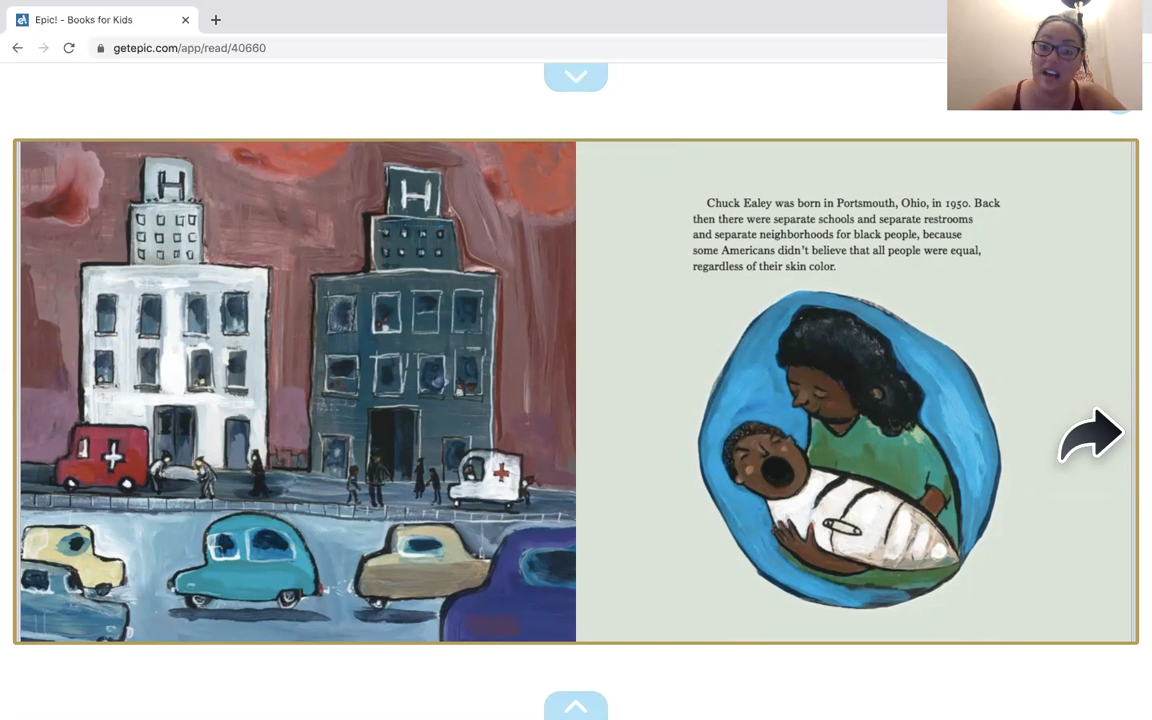 Epic! - Books for Kids
getepic.com/app/read/40660
H
H
Chuck Ealey was born in Portsmouth, Ohio, in 1950. Back
then there were separate schools and separate restrooms
and separate neighborhoods for black people, because
some Americans didn't believe that all people were equal,
regardless of their skin color.